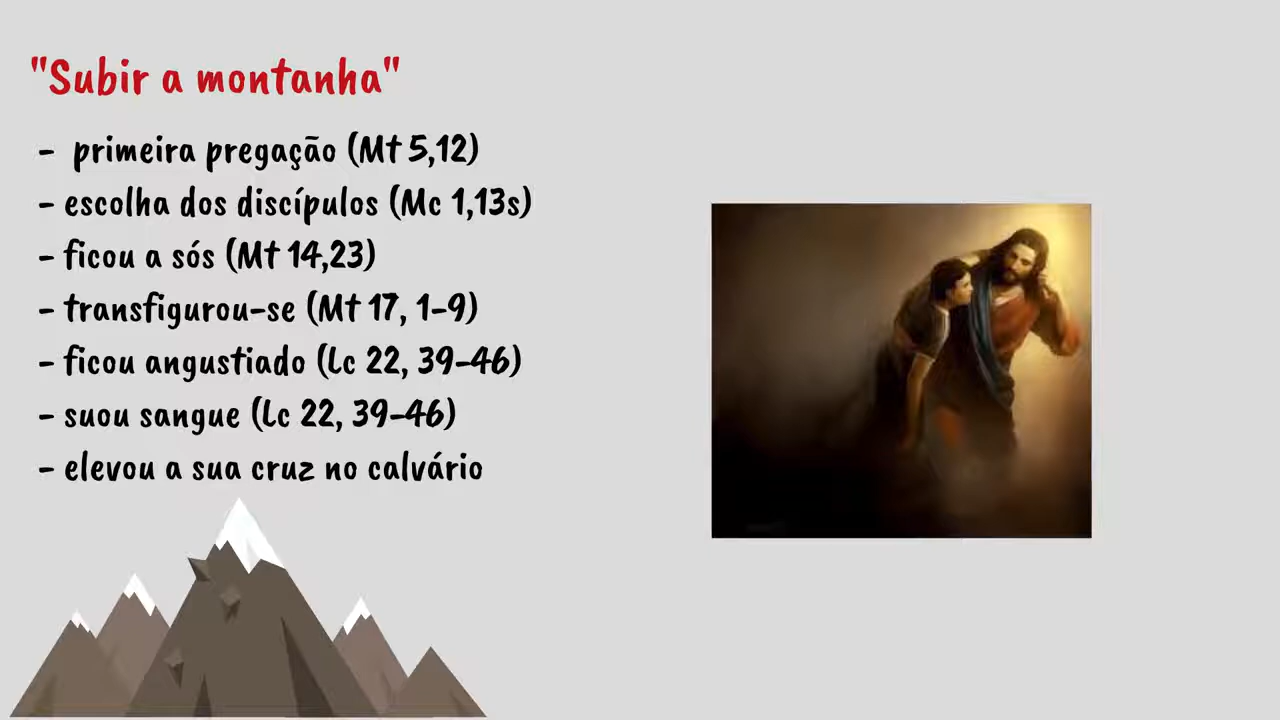 "Subir a montanha"
- primeira pregação (Mt 5,12)
- escolha dos discípulos (Mc 1,13s)
- ficou a sós (Mt 14,23)
- transfigurou-se (Mt 17, 1-9)
- ficou angustiado (Lc 22, 39-46)
- suou sangue (Lc 22, 39-46)
- elevou a sua cruz no calvário